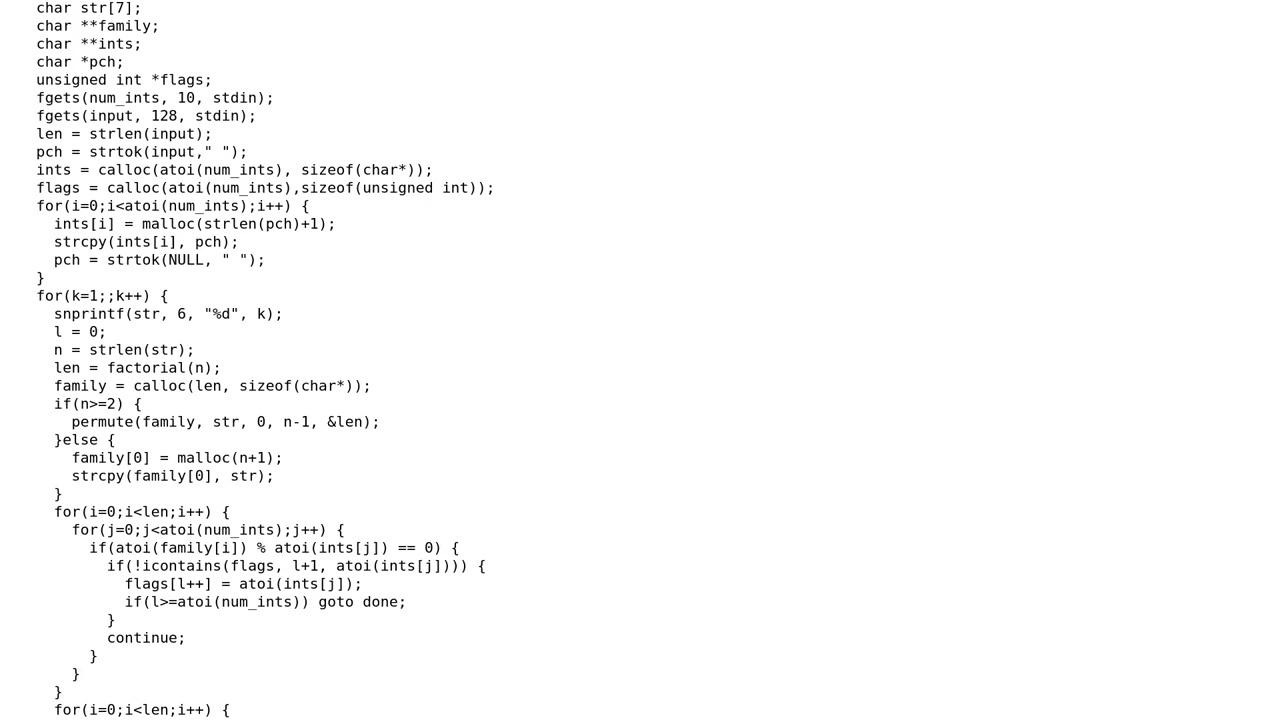 char str[7];
char **family;
char **ints;
char *pch;
unsigned int *flags;
fgets(num_ints, 10, stdin);
fgets(input, 128, stdin);
len = strlen(input);
pch = strtok(input," ");
ints = calloc(atoi(num_ints), sizeof(char*));
flags = calloc(atoi(num_ints),sizeof(unsigned int));
for(i=0;i<atoi(num_ints);i++) {
  ints[i] = malloc(strlen(pch)+1);
  strcpy(ints[i], pch);
  pch = strtok(NULL, " ");
}
for(k=1;;k++) {
  snprintf(str, 6, "%d", k);
  l = 0;
  n = strlen(str);
  len = factorial(n);
  family = calloc(len, sizeof(char*));
  if(n>=2) {
    permute(family, str, 0, n-1, &len);
  }else {
    family[0] = malloc(n+1);
    strcpy(family[0], str);
  }
  for(i=0;i<len;i++) {
    for(j=0;j<atoi(num_ints);j++) {
      if(atoi(family[i]) % atoi(ints[j]) == 0) {
        if(!icontains(flags, l+1, atoi(ints[j]))) {
          flags[l++] = atoi(ints[j]);
          if(l>=atoi(num_ints)) goto done;
        }
        continue;
      }
    }
  }
  for(i=0;i<len;i++) {